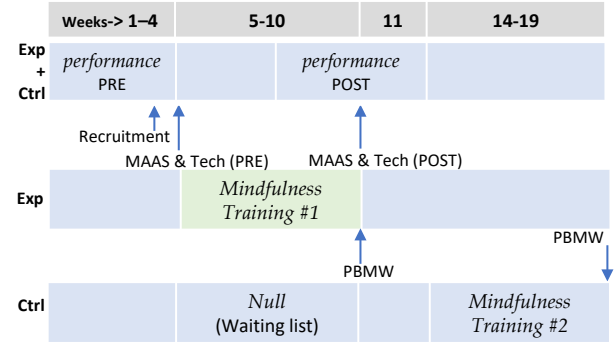 Weeks-> 1–4 5-10 11 14-19
Exp
+
Ctrl
performance
PRE
performance
POST
Recruitment
MAAS & Tech (PRE)
MAAS & Tech (POST)
Exp
Mindfulness
Training #1
PBMW
PBMW
Ctrl
Null
(Waiting list)
Mindfulness
Training #2